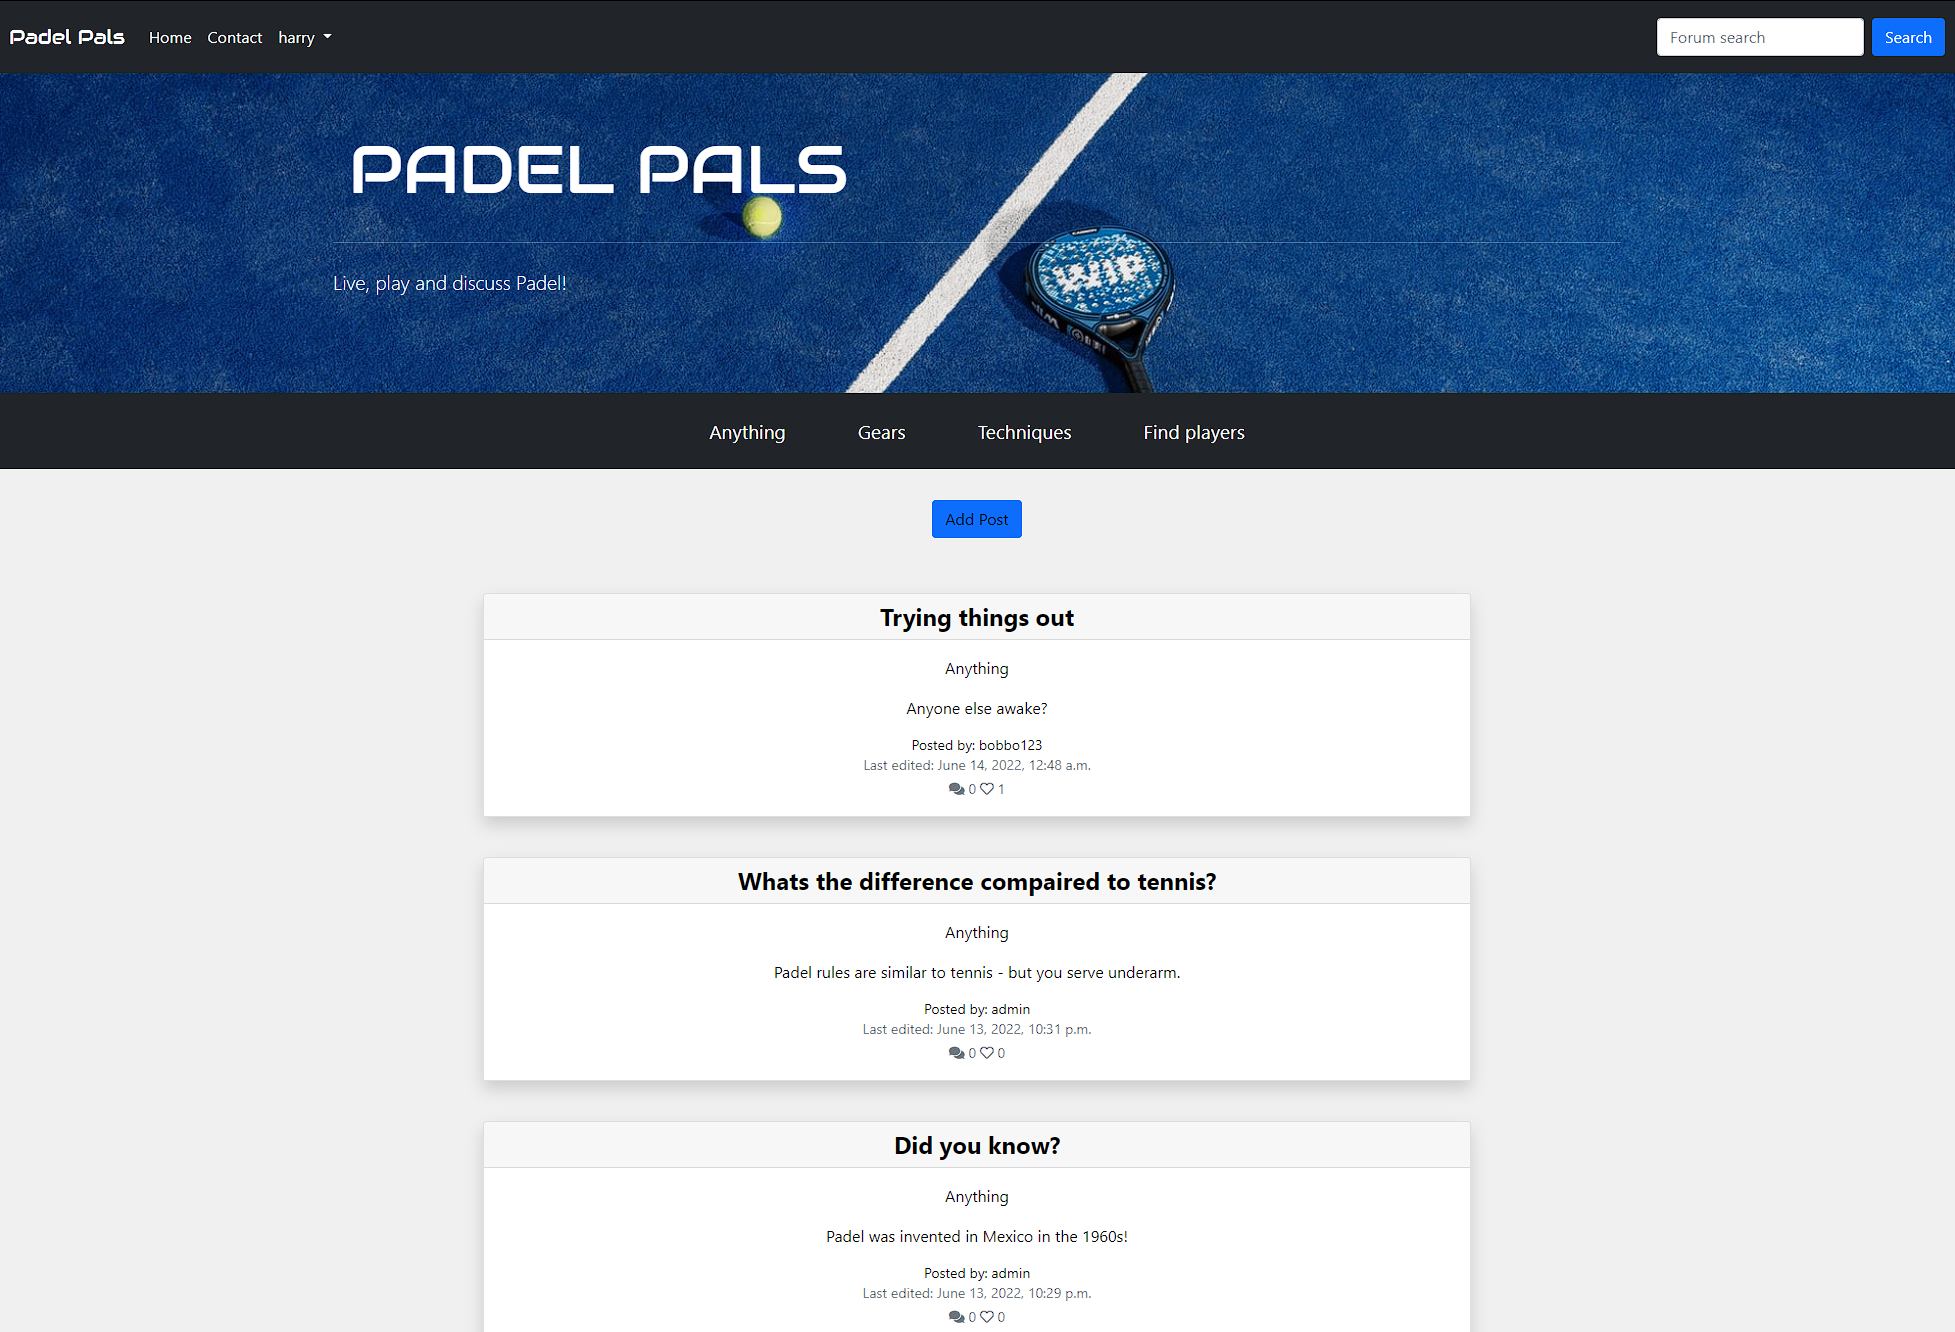 Padel Pals Home Contact harry Forum search Search
PADEL PALS
Live, play and discuss Padel!
WIP
WIP
Anything Gears Techniques Find players
Add Post
Trying things out
Anything
Anyone else awake?
Posted by: bobbo123
Last edited: June 14, 2022, 12:48 a.m.
0 1
Whats the difference compaired to tennis?
Anything
Padel rules are similar to tennis - but you serve underarm.
Posted by: admin
Last edited: June 13, 2022, 10:31 p.m.
0 0
Did you know?
Anything
Padel was invented in Mexico in the 1960s!
Posted by: admin
Last edited: June 13, 2022, 10:29 p.m.
0 0